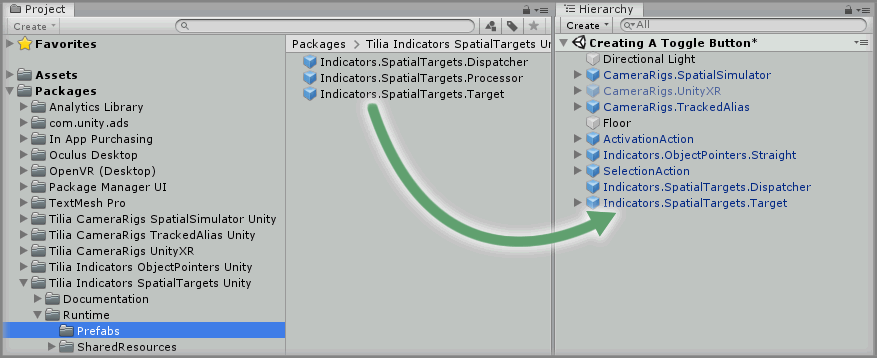 Project
Create
Favorites
Assets
Packages
Analytics Library
com.unity.ads
In App Purchasing
Oculus Desktop
OpenVR (Desktop)
Package Manager UI
TextMesh Pro
Tilia CameraRigs SpatialSimulator Unity
Tilia CameraRigs TrackedAlias Unity
Tilia CameraRigs UnityXR
Tilia Indicators ObjectPointers Unity
Tilia Indicators SpatialTargets Unity
Documentation
Runtime
Prefabs
SharedResources
Packages > Tilia Indicators SpatialTargets Un
Indicators.SpatialTargets.Dispatcher
Indicators.SpatialTargets.Processor
Indicators.SpatialTargets.Target
Hierarchy
Create All
Creating A Toggle Button*
Directional Light
CameraRigs.SpatialSimulator
CameraRigs.UnityXR
CameraRigs.TrackedAlias
Floor
ActivationAction
Indicators.ObjectPointers.Straight
SelectionAction
Indicators.SpatialTargets.Dispatcher
Indicators.SpatialTargets.Target